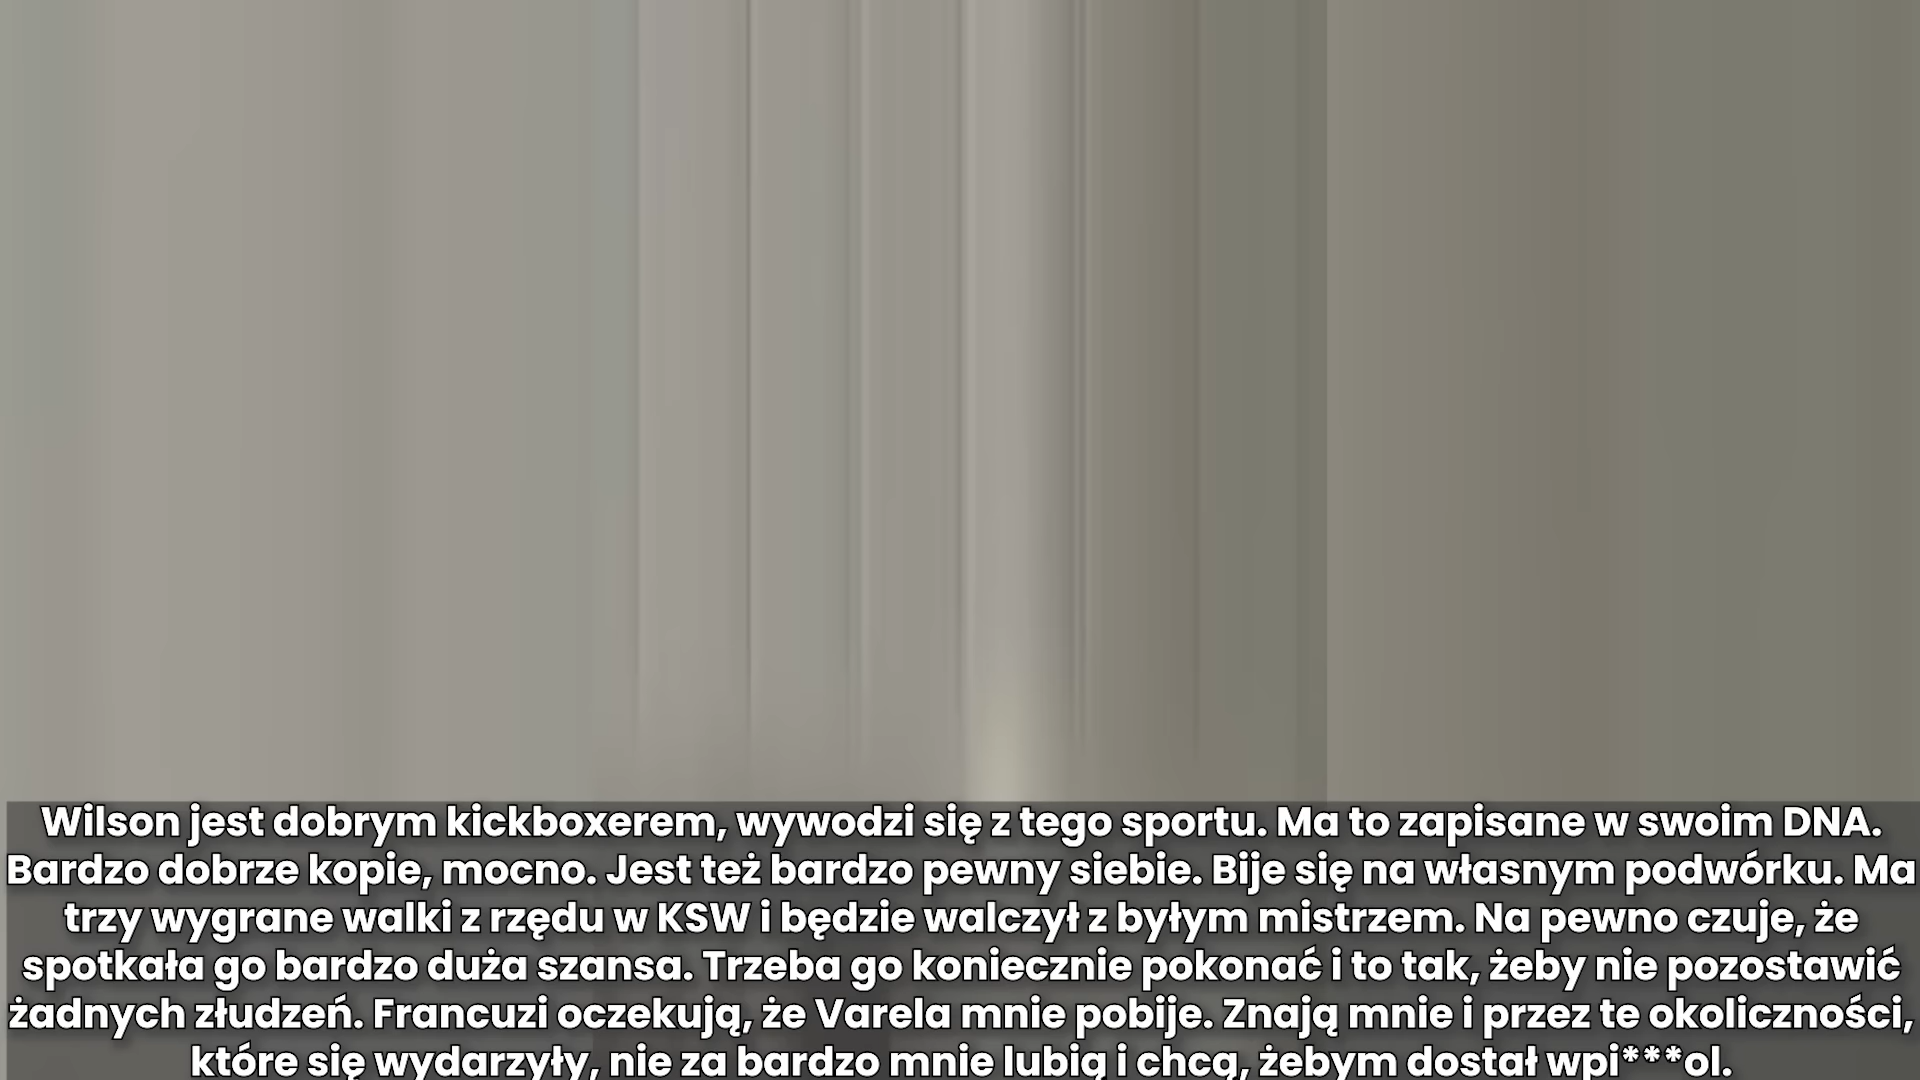 Wilson jest dobrym kickboxerem, wywodzi się z tego sportu. Ma to zapisane w swoim DNA.
Bardzo dobrze kopie, mocno. Jest też bardzo pewny siebie. Bije się na własnym podwórku. Ma
trzy wygrane walki z rzędu w KSW i będzie walczył z byłym mistrzem. Na pewno czuje, że
spotkała go bardzo duża szansa. Trzeba go koniecznie pokonać i to tak, żeby nie pozostawić
żadnych złudzeń. Francuzi oczekują, że Varela mnie pobije. Znają mnie i przez te okoliczności,
które się wydarzyły, nie za bardzo mnie lubią i chcą, żebym dostał wpi***ol.